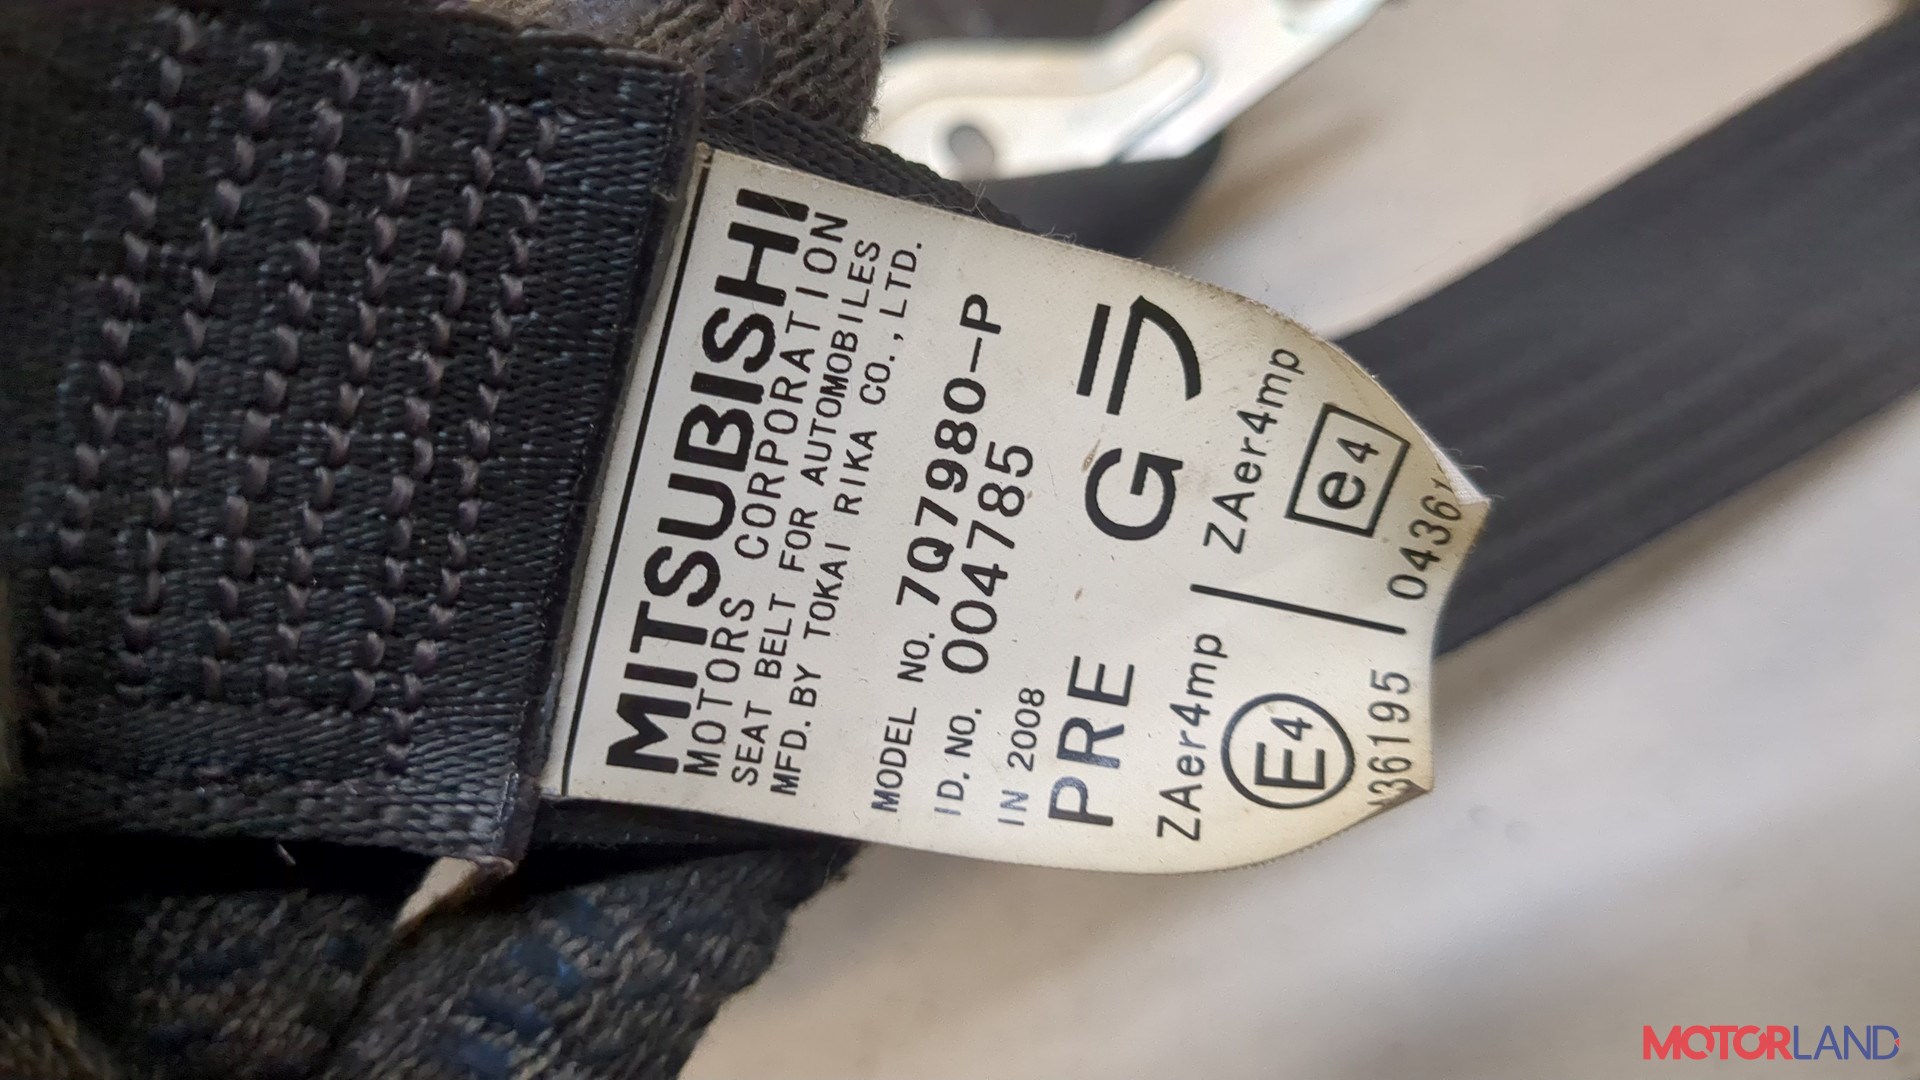 MITSUBISHI
MOTORS CORPORATION
SEAT BELT FOR AUTOMOBILES
MFD. BY TOKAI RIKA CO., LTD.
MODEL NO. 7Q7980-P
ID. NO. 004785
IN 2008
PRE G ラ
ZAer4mp ZAer4mp
E4 e4
36195 0436
MOTORLAND